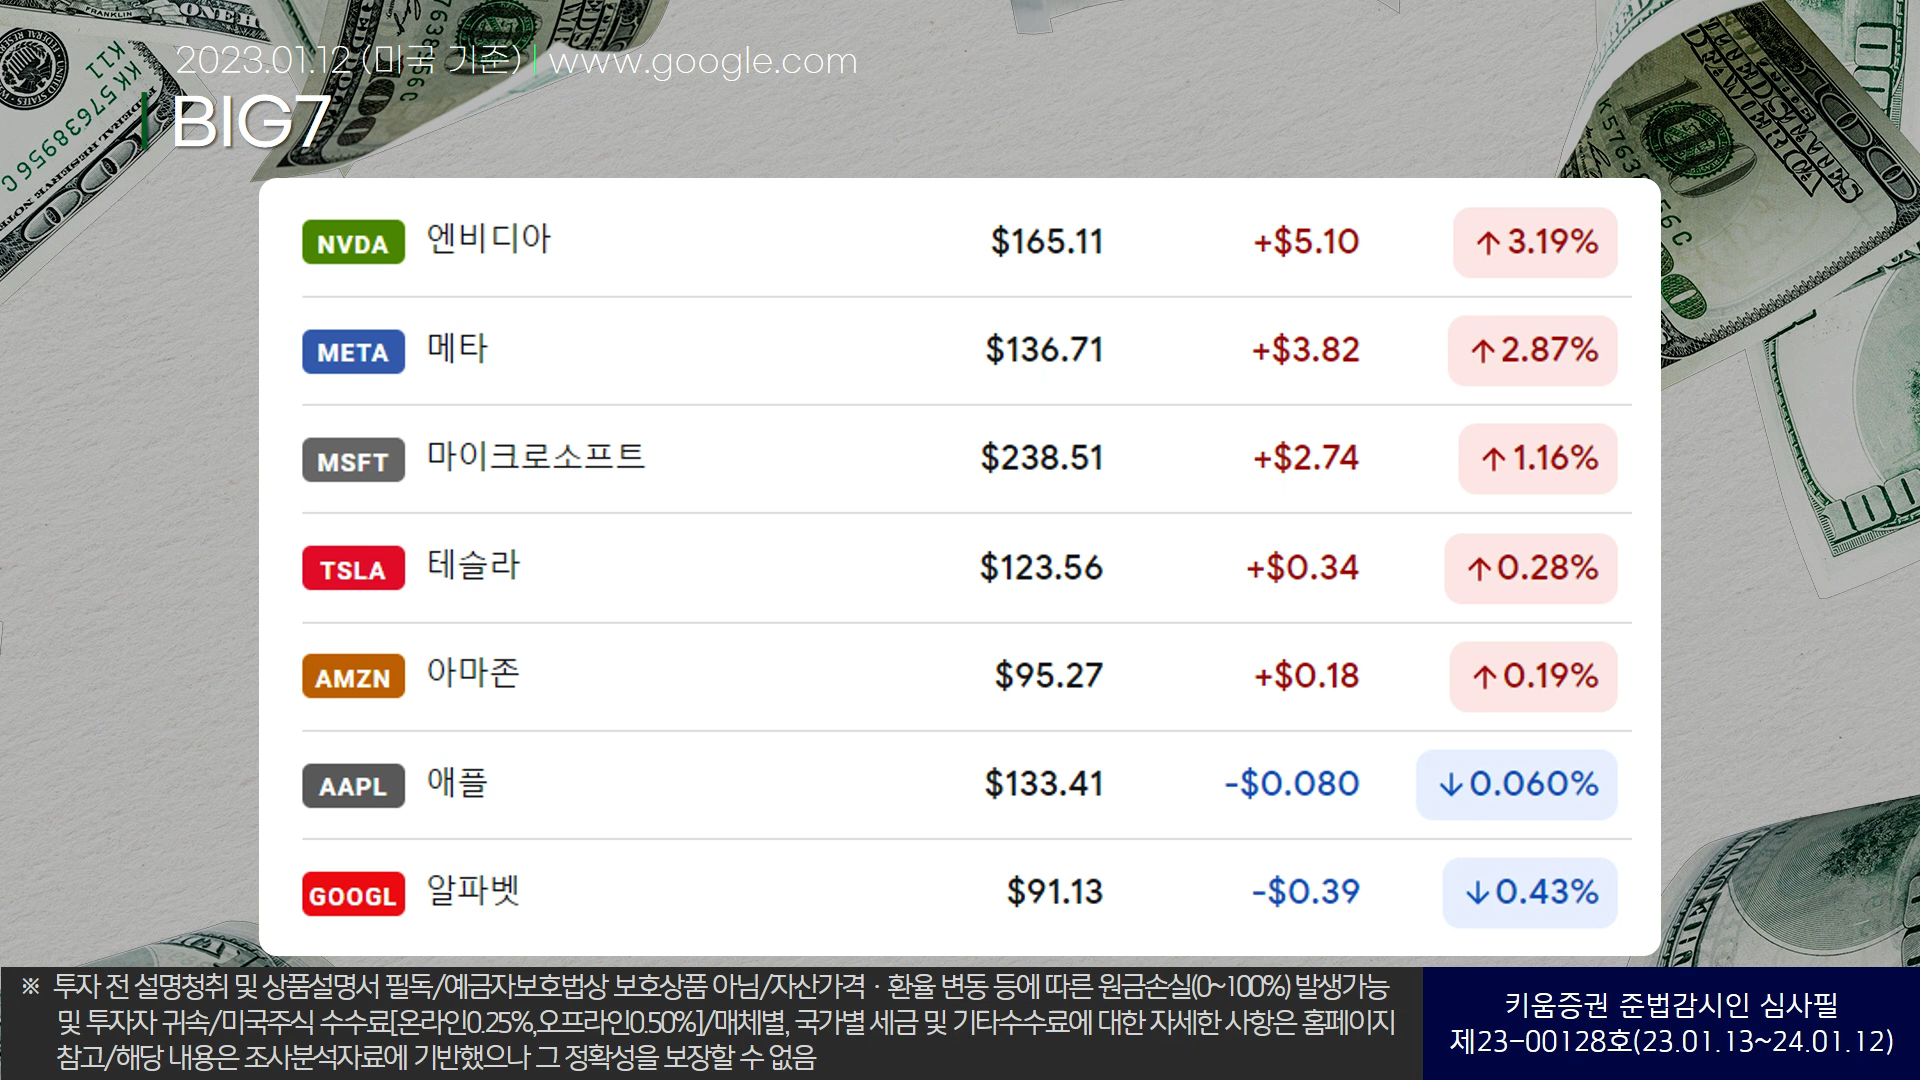 2023.01.12 (미국 기준) | www.google.com
BIG7
NVDA 엔비디아 $165.11 +$5.10 ↑3.19%
META 메타 $136.71 +$3.82 ↑2.87%
MSFT 마이크로소프트 $238.51 +$2.74 ↑1.16%
TSLA 테슬라 $123.56 +$0.34 ↑0.28%
AMZN 아마존 $95.27 +$0.18 ↑0.19%
AAPL 애플 $133.41 -$0.080 ↓0.060%
GOOGL 알파벳 $91.13 -$0.39 ↓0.43%
※ 투자 전 설명청취 및 상품설명서 필독/예금자보호법상 보호상품 아님/자산가격 · 환율 변동 등에 따른 원금손실(0~100%) 발생가능
및 투자자 귀속/미국주식 수수료[온라인0.25%,오프라인0.50%]/매체별, 국가별 세금 및 기타수수료에 대한 자세한 사항은 홈페이지
참고/해당 내용은 조사분석자료에 기반했으나 그 정확성을 보장할 수 없음
키움증권 준법감시인 심사필
제23-00128호(23.01.13~24.01.12)